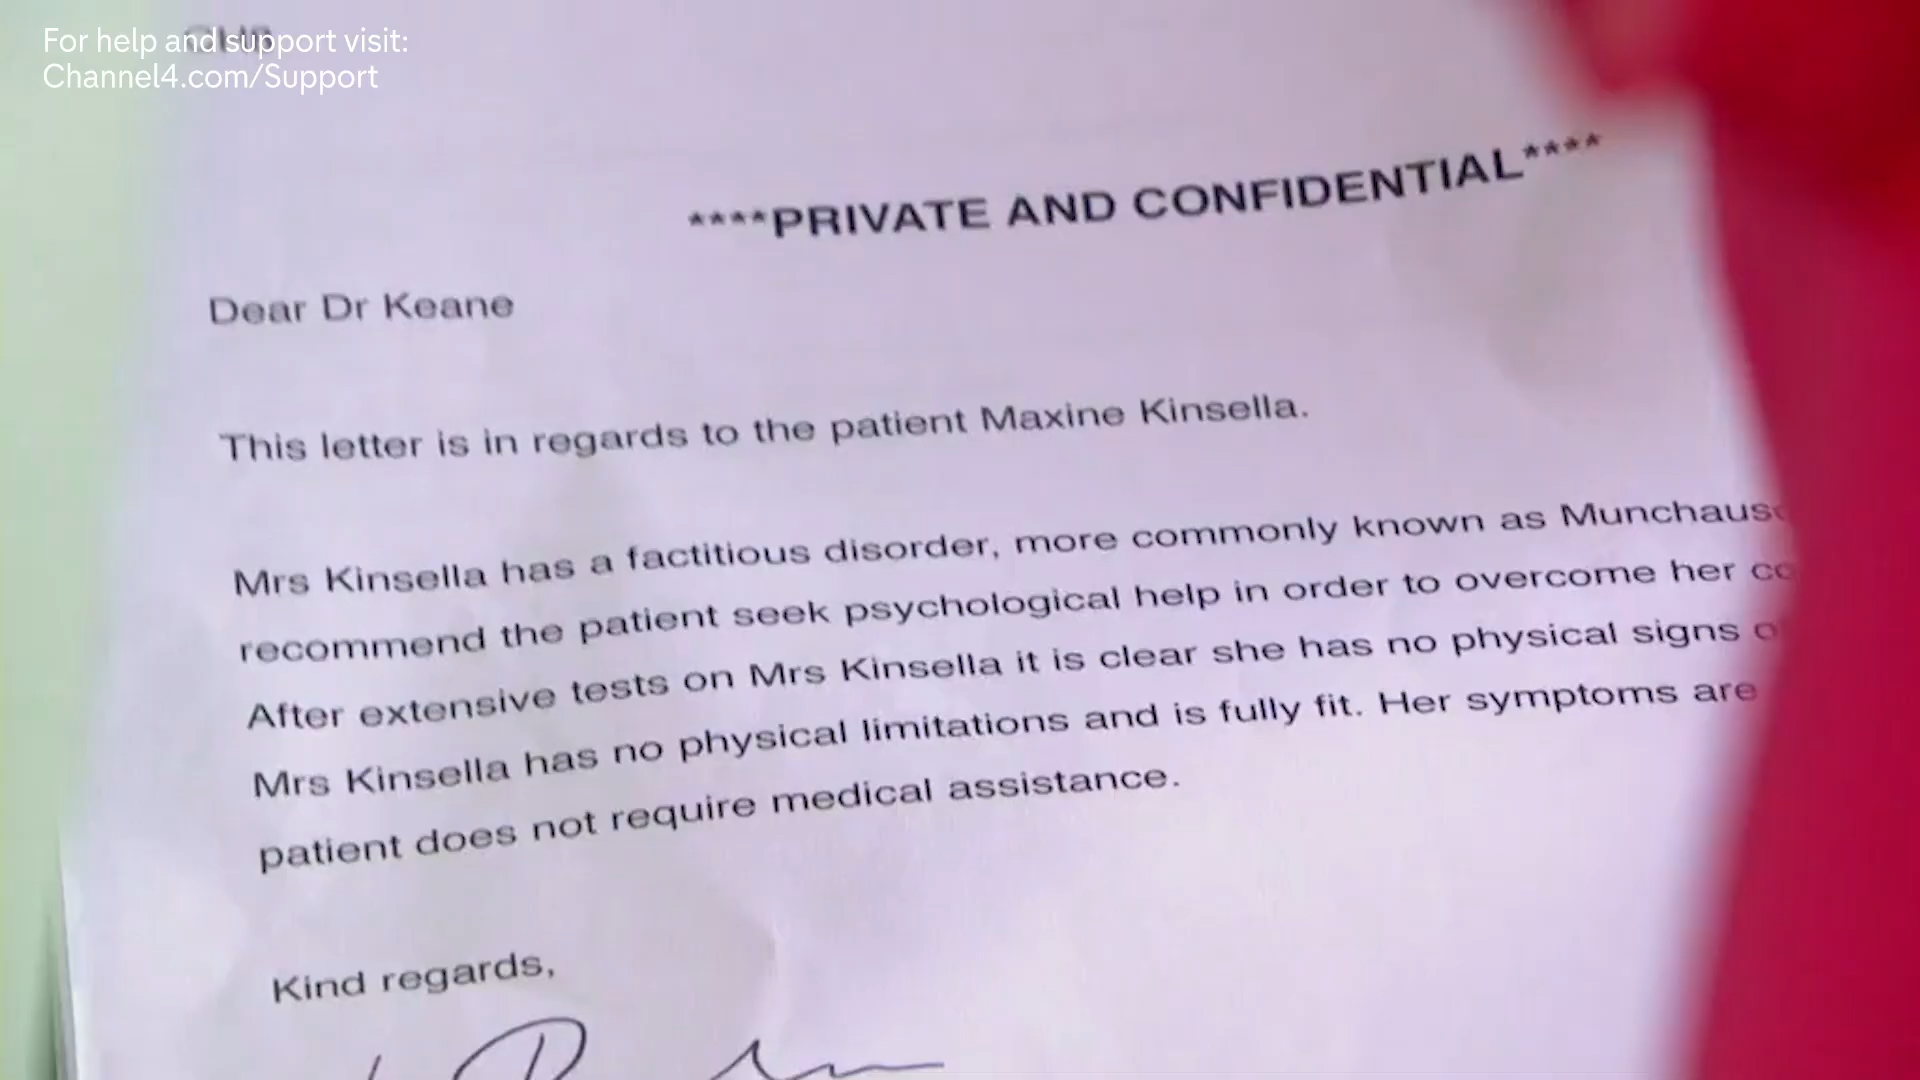 For help and support visit:
Channel4.com/Support
****PRIVATE AND CONFIDENTIAL****
Dear Dr Keane
This letter is in regards to the patient Maxine Kinsella.
Mrs Kinsella has a factitious disorder, more commonly known as
recommend the patient seek psychological help in order to overcome her
After extensive tests on Mrs Kinsella it is clear she has no physical signs
Mrs Kinsella has no physical limitations and is fully fit. Her symptoms are
patient does not require medical assistance.
Kind regards,